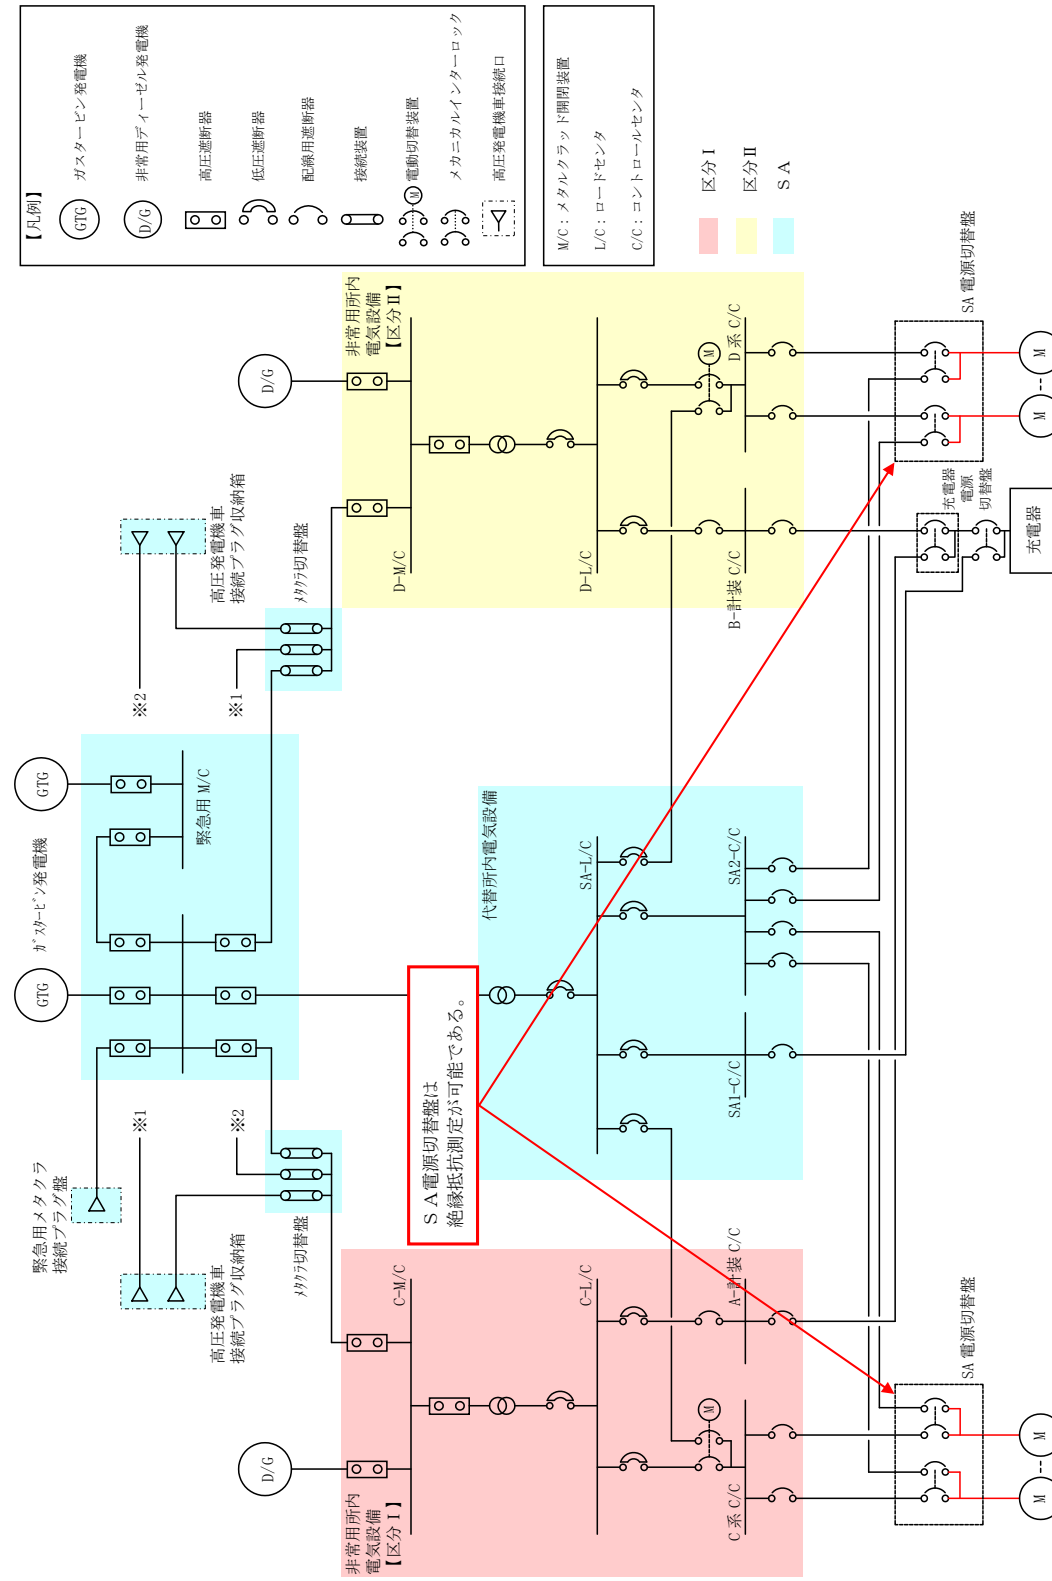 【凡例】
GTG
ガスタービン発電機
D/G
非常用ディーゼル発電機
高圧遮断器
低圧遮断器
配線用遮断器
接続装置
M
電動切替装置
メカニカルインターロック
高圧発電機車接続口
M/C：メタルクラッド開閉装置
L/C：ロードセンタ
C/C：コントロールセンタ
区分Ⅰ
区分Ⅱ
ＳＡ
緊急用メタクラ
接続プラグ盤
ｶﾞｽﾀｰﾋﾞﾝ発電機
GTG
GTG
緊急用 M/C
※1
※2
※2
※1
高圧発電機車
接続プラグ収納箱
高圧発電機車
接続プラグ収納箱
ﾒﾀｸﾗ切替盤
ﾒﾀｸﾗ切替盤
D/G
D/G
非常用所内
電気設備
【区分Ⅰ】
C-M/C
C-L/C
M
C 系 C/C
A-計装 C/C
ＳＡ電源切替盤は
絶縁抵抗測定が可能である。
代替所内電気設備
SA-L/C
SA1-C/C
SA2-C/C
非常用所内
電気設備
【区分Ⅱ】
D-M/C
D-L/C
M
B-計装 C/C
D 系 C/C
SA 電源切替盤
M
M
充電器
電源
切替盤
充電器
SA 電源切替盤
M
M